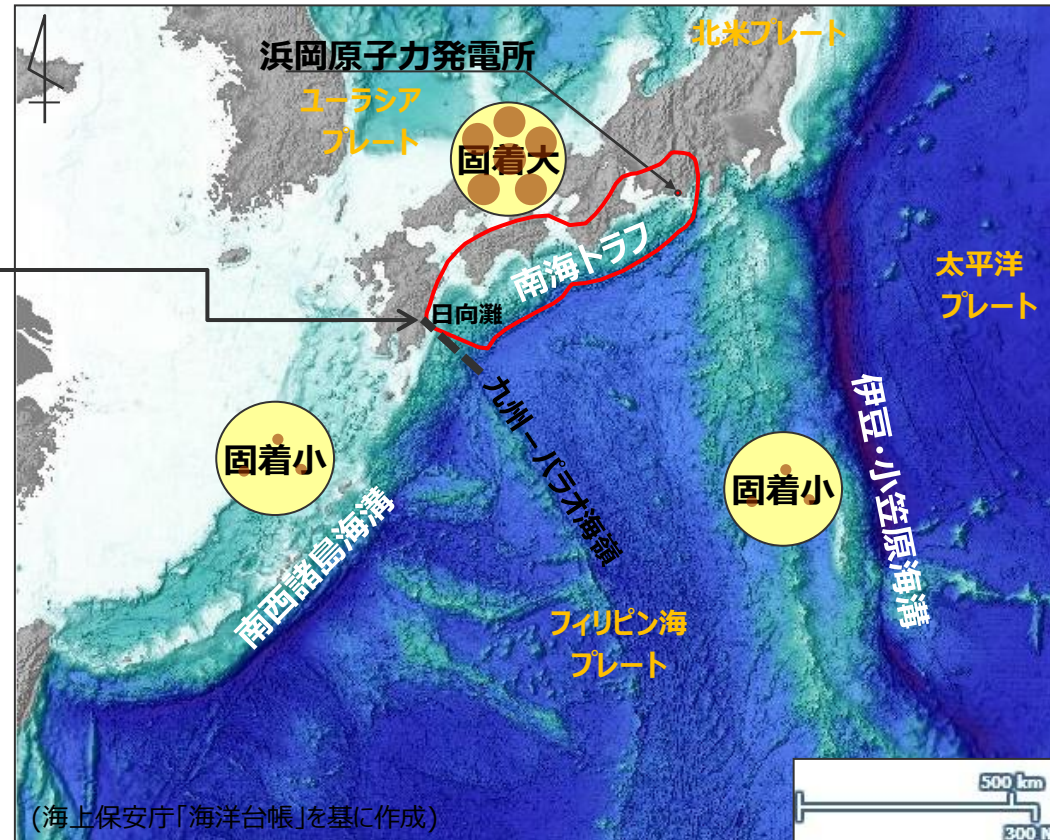 北米プレート
浜岡原子力発電所
ユーラシア
プレート
固着大
南海トラフ
太平洋
プレート
日向灘
九州－パラオ海嶺
伊豆・小笠原海溝
固着小
固着小
南西諸島海溝
フィリピン海
プレート
500 km
300
(海上保安庁「海洋台帳」を基に作成)